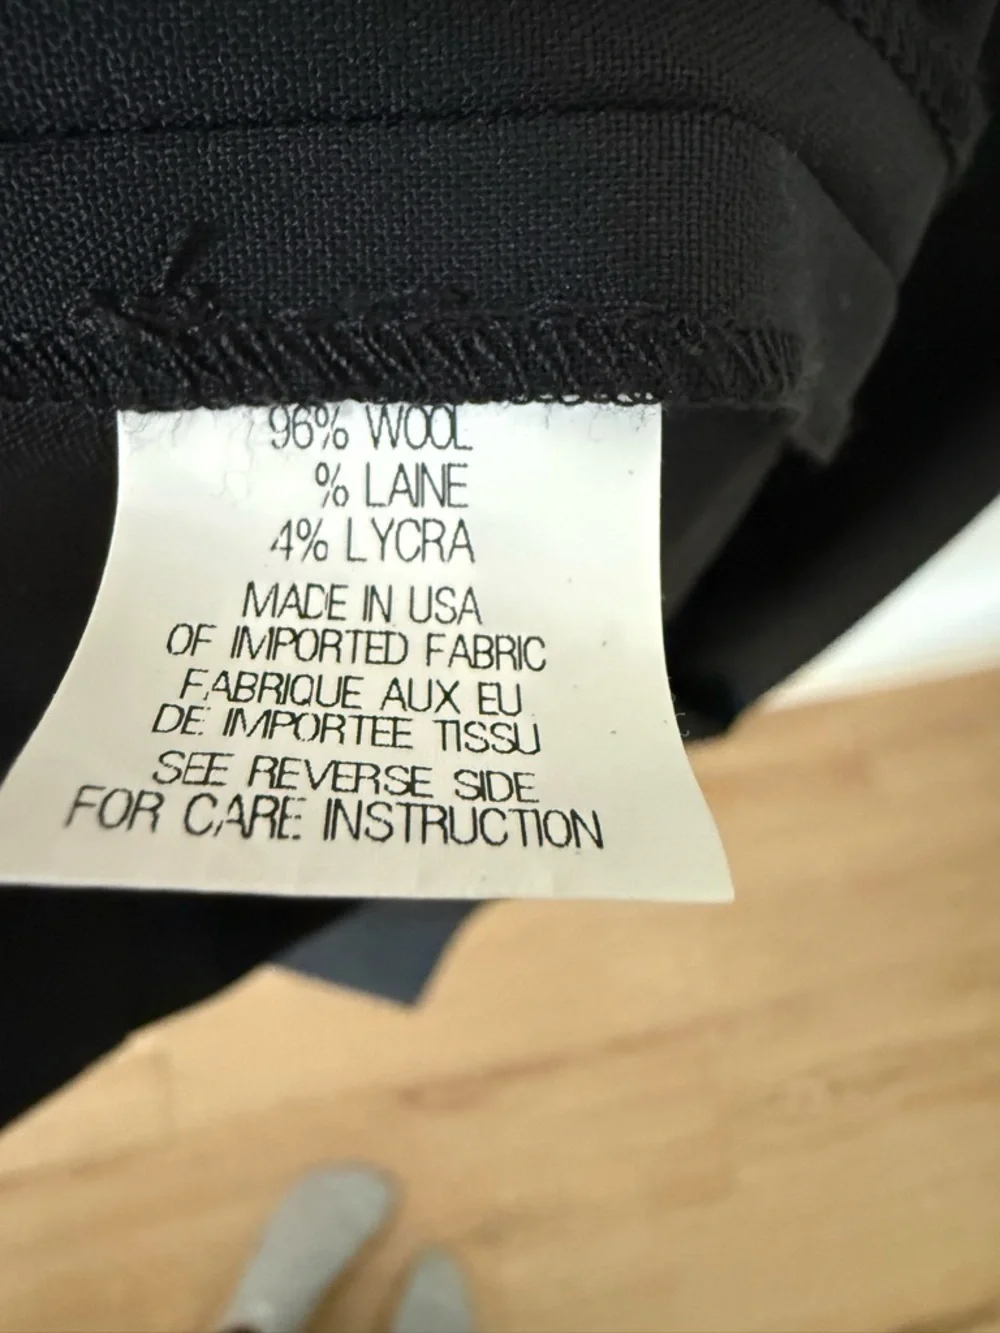 96% WOOL
% LAINE
4% LYCRA
MADE IN USA
OF IMPORTED FABRIC
FABRIQUE AUX EU
DE IMPORTEE TISSU
SEE REVERSE SIDE
FOR CARE INSTRUCTION